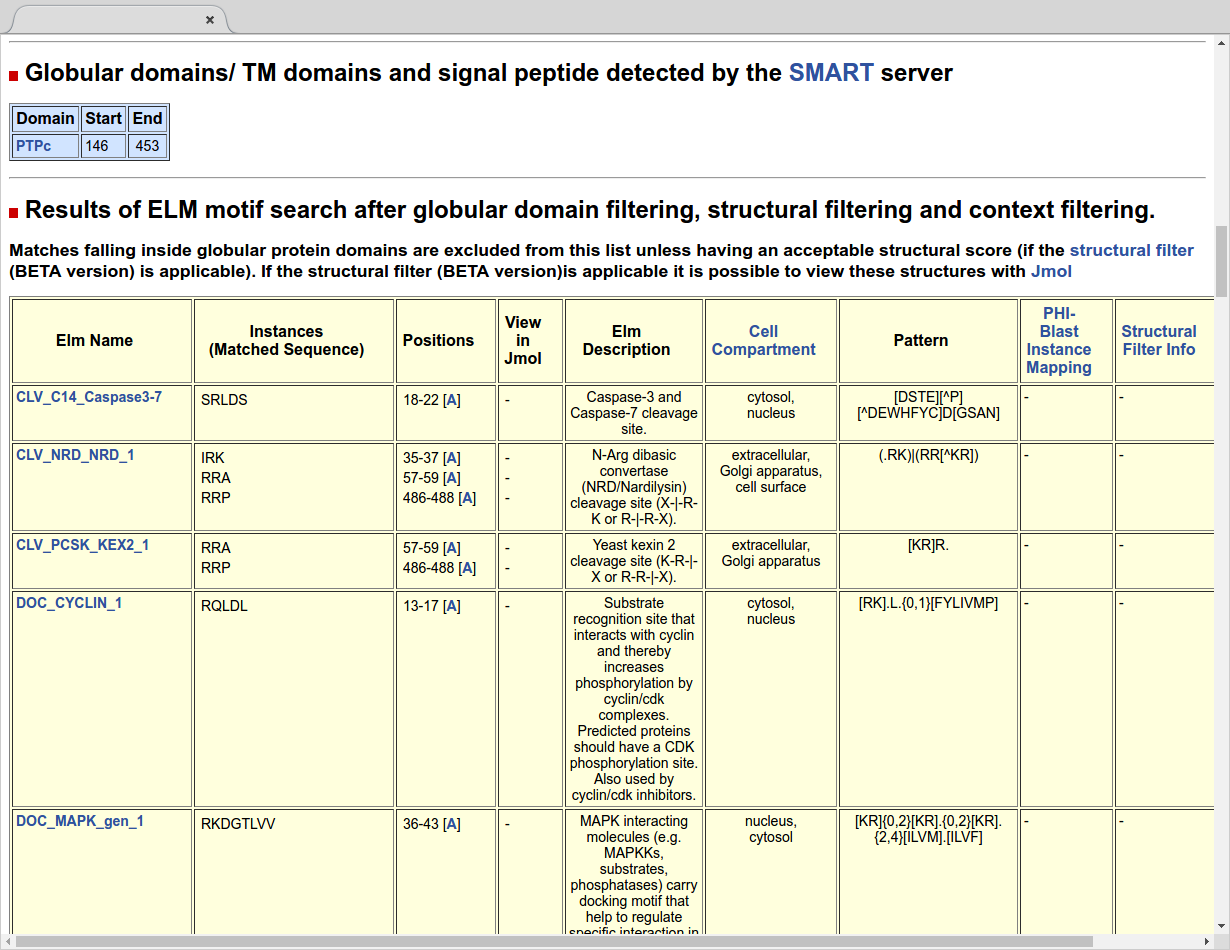 Globular domains/ TM domains and signal peptide detected by the SMART server
Domain Start End
PTPc 146 453
Results of ELM motif search after globular domain filtering, structural filtering and context filtering.
Matches falling inside globular protein domains are excluded from this list unless having an acceptable structural score (if the structural filter
(BETA version) is applicable). If the structural filter (BETA version)is applicable it is possible to view these structures with Jmol
Elm Name
Instances
(Matched Sequence)
Positions
View
in
Jmol
Elm
Description
Cell
Compartment
Pattern
PHI-
Blast
Instance
Mapping
Structural
Filter Info
CLV_C14_Caspase3-7
SRLDS
18-22 [A]
-
Caspase-3 and
Caspase-7 cleavage
site.
cytosol,
nucleus
[DSTE][^P]
[^DEWHFYC]D[GSAN]
-
-
CLV_NRD_NRD_1
IRK
RRA
RRP
35-37 [A]
57-59 [A]
486-488 [A]
-
-
-
N-Arg dibasic
convertase
(NRD/Nardilysin)
cleavage site (X-|-R-
K or R-|-R-X).
extracellular,
Golgi apparatus,
cell surface
(.RK)|(RR[^KR])
-
-
CLV_PCSK_KEX2_1
RRA
RRP
57-59 [A]
486-488 [A]
-
-
Yeast kexin 2
cleavage site (K-R-|-
X or R-R-|-X).
extracellular,
Golgi apparatus
[KR]R.
-
-
DOC_CYCLIN_1
RQLDL
13-17 [A]
-
Substrate
recognition site that
interacts with cyclin
and thereby
increases
phosphorylation by
cyclin/cdk
complexes.
Predicted proteins
should have a CDK
phosphorylation site.
Also used by
cyclin/cdk inhibitors.
cytosol,
nucleus
[RK].L.{0,1}[FYLIVMP]
-
-
DOC_MAPK_gen_1
RKDGTLVV
36-43 [A]
-
MAPK interacting
molecules (e.g.
MAPKKs,
substrates,
phosphatases) carry
docking motif that
help to regulate
specific interaction in
nucleus,
cytosol
[KR]{0,2}[KR].{0,2}[KR].
{2,4}[ILVM].[ILVF]
-
-